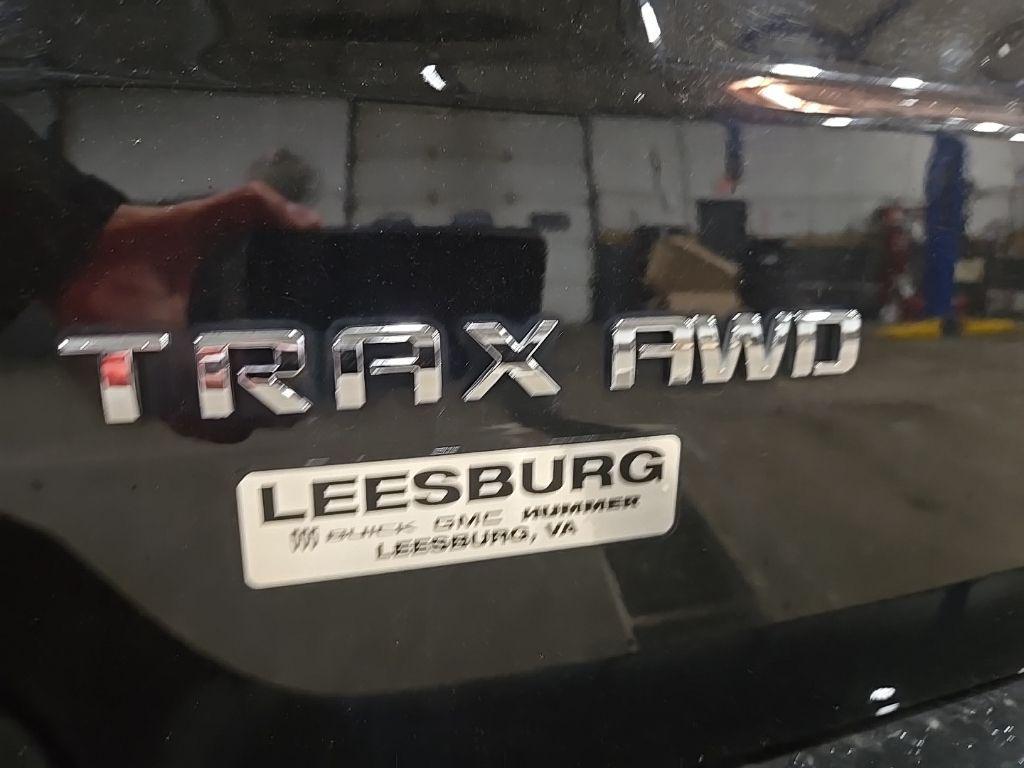 TRAX AWD
LEESBURG
BUICK GMC HUMMER
LEESBURG, VA